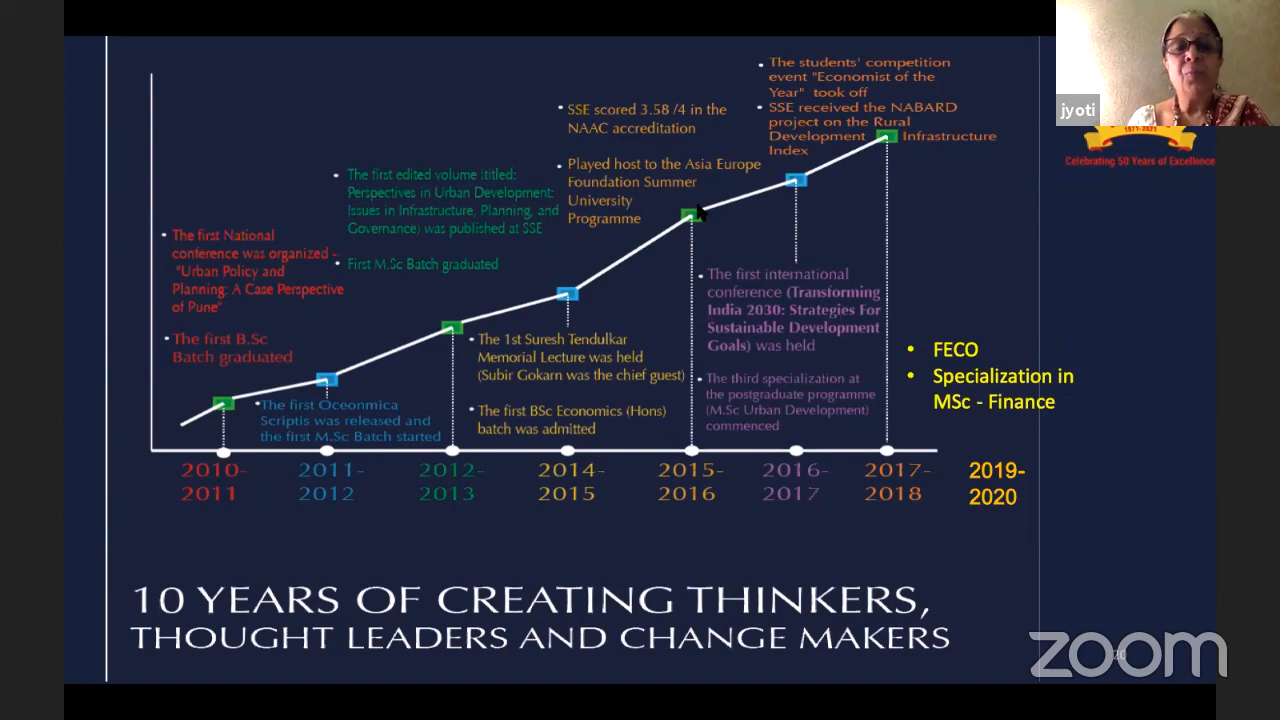 jyoti
1971-2021
Celebrating 50 Years of Excellence
• The first National
conference was organized -
"Urban Policy and
Planning: A Case Perspective
of Pune"
• The first B.Sc
Batch graduated
• The first Oceonmica
Scriptis was released and
the first M.Sc Batch started
• The first edited volume (titled:
Perspectives in Urban Development:
Issues in Infrastructure, Planning, and
Governance) was published at SSE
• First M.Sc Batch graduated
• The 1st Suresh Tendulkar
Memorial Lecture was held
(Subir Gokarn was the chief guest)
• The first BSc Economics (Hons)
batch was admitted
• SSE scored 3.58 /4 in the
NAAC accreditation
• Played host to the Asia Europe
Foundation Summer
University
Programme
• The first international
conference (Transforming
India 2030: Strategies For
Sustainable Development
Goals) was held
• The third specialization at
the postgraduate programme
(M.Sc Urban Development)
commenced
• The students' competition
event "Economist of the
Year" took off
• SSE received the NABARD
project on the Rural
Development Infrastructure
Index
• FECO
• Specialization in
MSc - Finance
2010-
2011
2011-
2012
2012-
2013
2014-
2015
2015-
2016
2016-
2017
2017-
2018
2019-
2020
10 YEARS OF CREATING THINKERS,
THOUGHT LEADERS AND CHANGE MAKERS
zoom